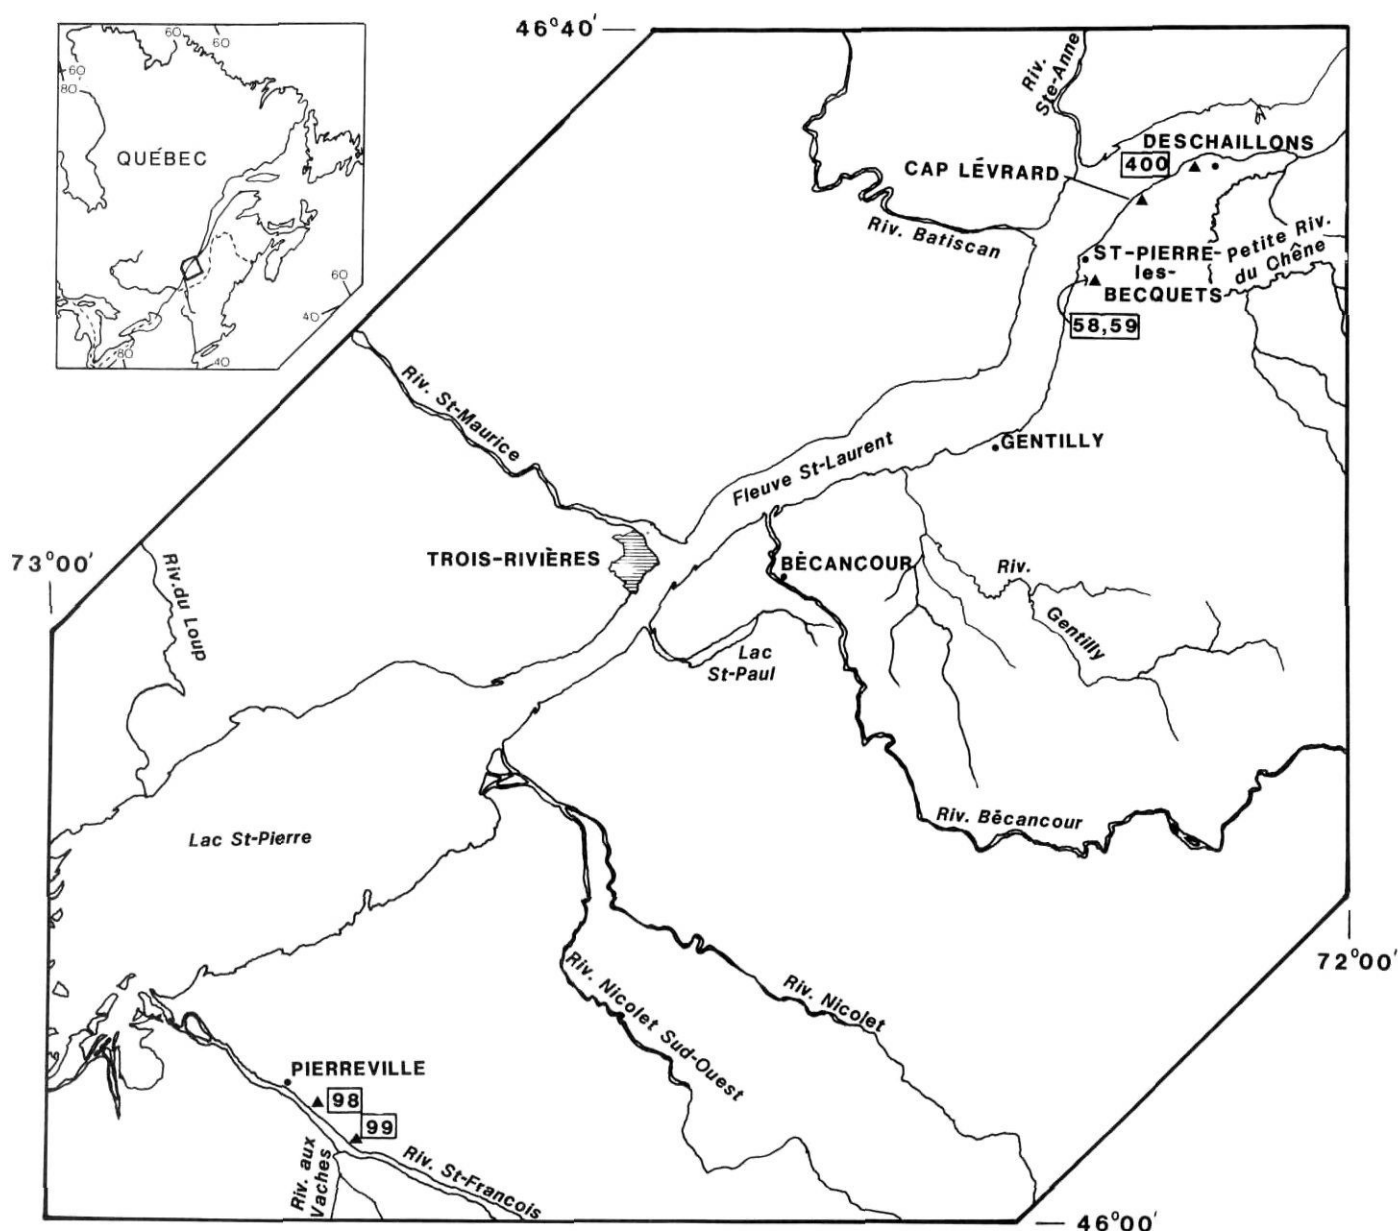 46°40'
60
60
60
80
QUÉBEC
60
40
80
40
Riv.
Ste-Anne
DESCHAILLONS
400
CAP LÉVRARD
Riv. Batiscan
ST-PIERRE-
les-
BECQUETS
Petite Riv.
du Chêne
58,59
Riv. St-Maurice
GENTILLY
Fleuve St-Laurent
73°00'
TROIS-RIVIÈRES
BÉCANCOUR
Riv.
Gentilly
Riv.du Loup
Lac
St-Paul
Lac St-Pierre
Riv. Bécancour
72°00'
Riv. Nicolet
Riv. Nicolet Sud-Ouest
PIERREVILLE
98
99
Riv. aux
Vaches
Riv. St-Francois
46°00'